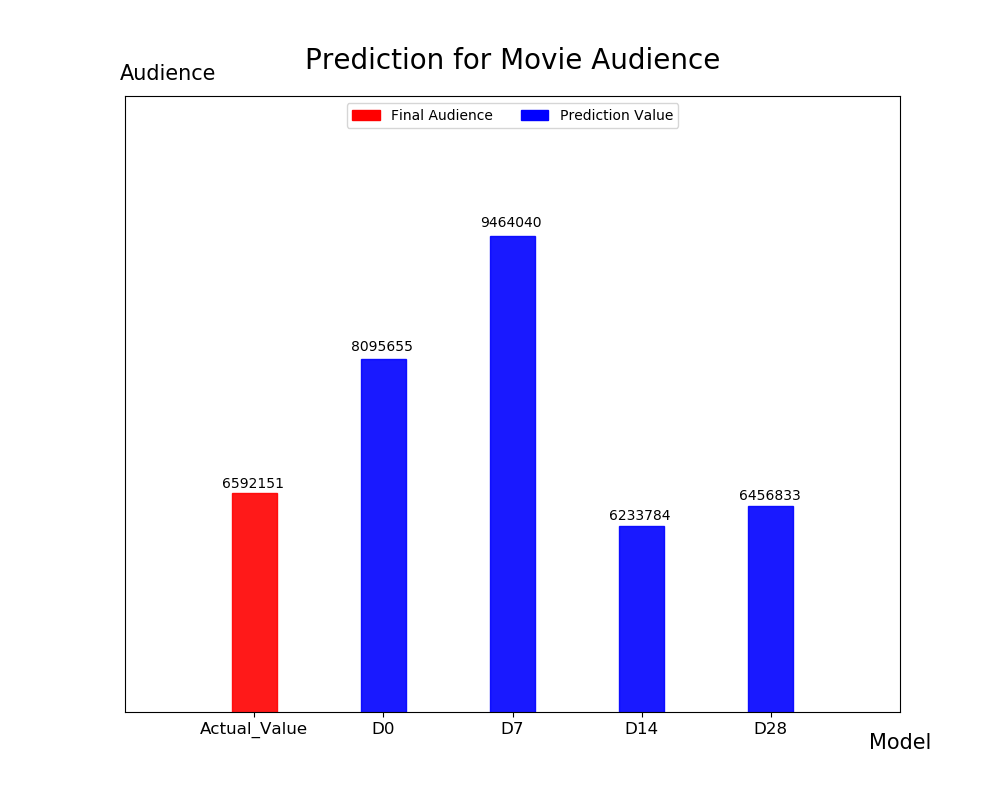 Prediction for Movie Audience
Audience
Final Audience
Prediction Value
9464040
8095655
6592151
6456833
6233784
Actual_Value
D0
D7
D14
D28
Model